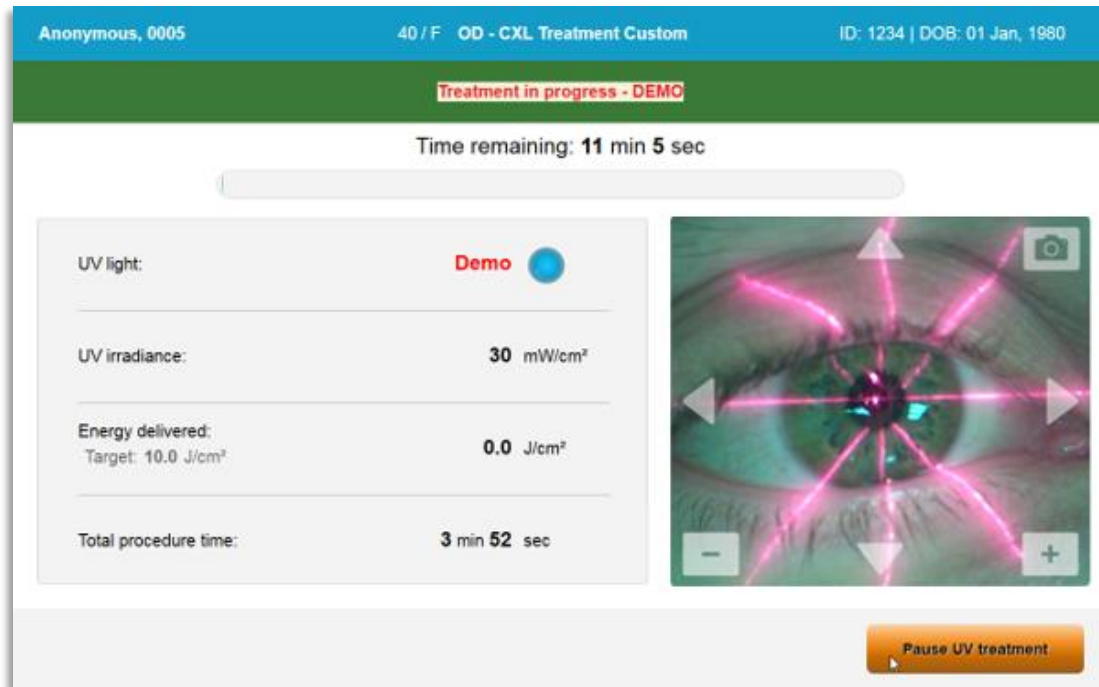 Anonymous, 0005 40 / F OD - CXL Treatment Custom ID: 1234 | DOB: 01 Jan, 1980
Treatment in progress - DEMO
Time remaining: 11 min 5 sec
UV light: Demo
UV irradiance: 30 mW/cm²
Energy delivered:
Target: 10.0 J/cm²
0.0 J/cm²
Total procedure time: 3 min 52 sec
Pause UV treatment